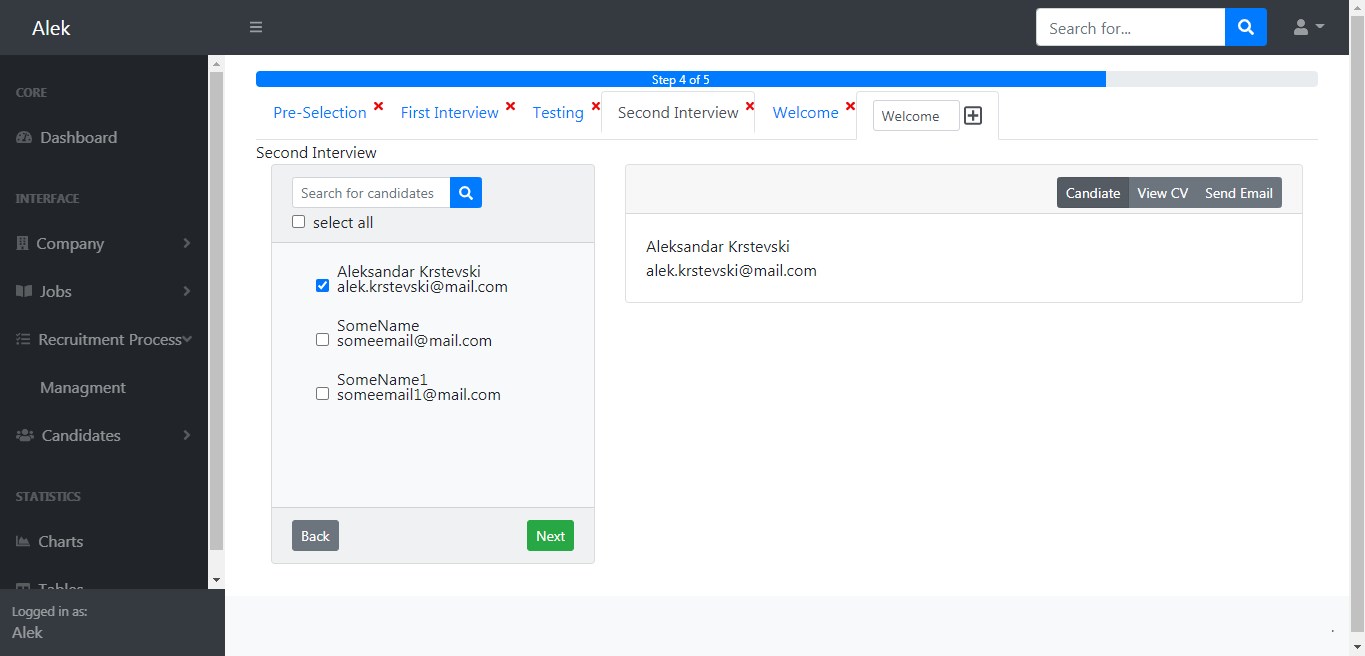 Alek
Search for...
CORE
Dashboard
INTERFACE
Company
Jobs
Recruitment Process
Managment
Candidates
STATISTICS
Charts
Tables
Logged in as:
Alek
Step 4 of 5
Pre-Selection
First Interview
Testing
Second Interview
Welcome
Welcome
Second Interview
Search for candidates
select all
Aleksandar Krstevski
alek.krstevski@mail.com
SomeName
someemail@mail.com
SomeName1
someemail1@mail.com
Back
Next
Candiate
View CV
Send Email
Aleksandar Krstevski
alek.krstevski@mail.com
.